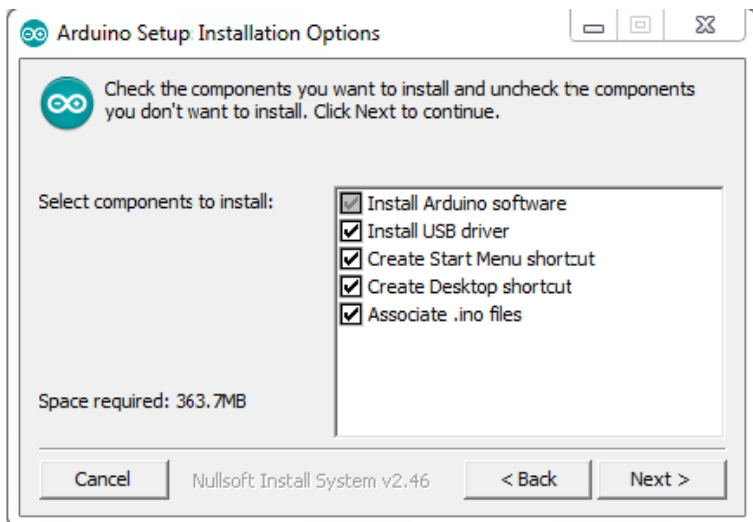 Arduino Setup: Installation Options
Check the components you want to install and uncheck the components
you don't want to install. Click Next to continue.
Select components to install:
Install Arduino software
Install USB driver
Create Start Menu shortcut
Create Desktop shortcut
Associate .ino files
Space required: 363.7MB
Cancel
Nullsoft Install System v2.46
< Back
Next >